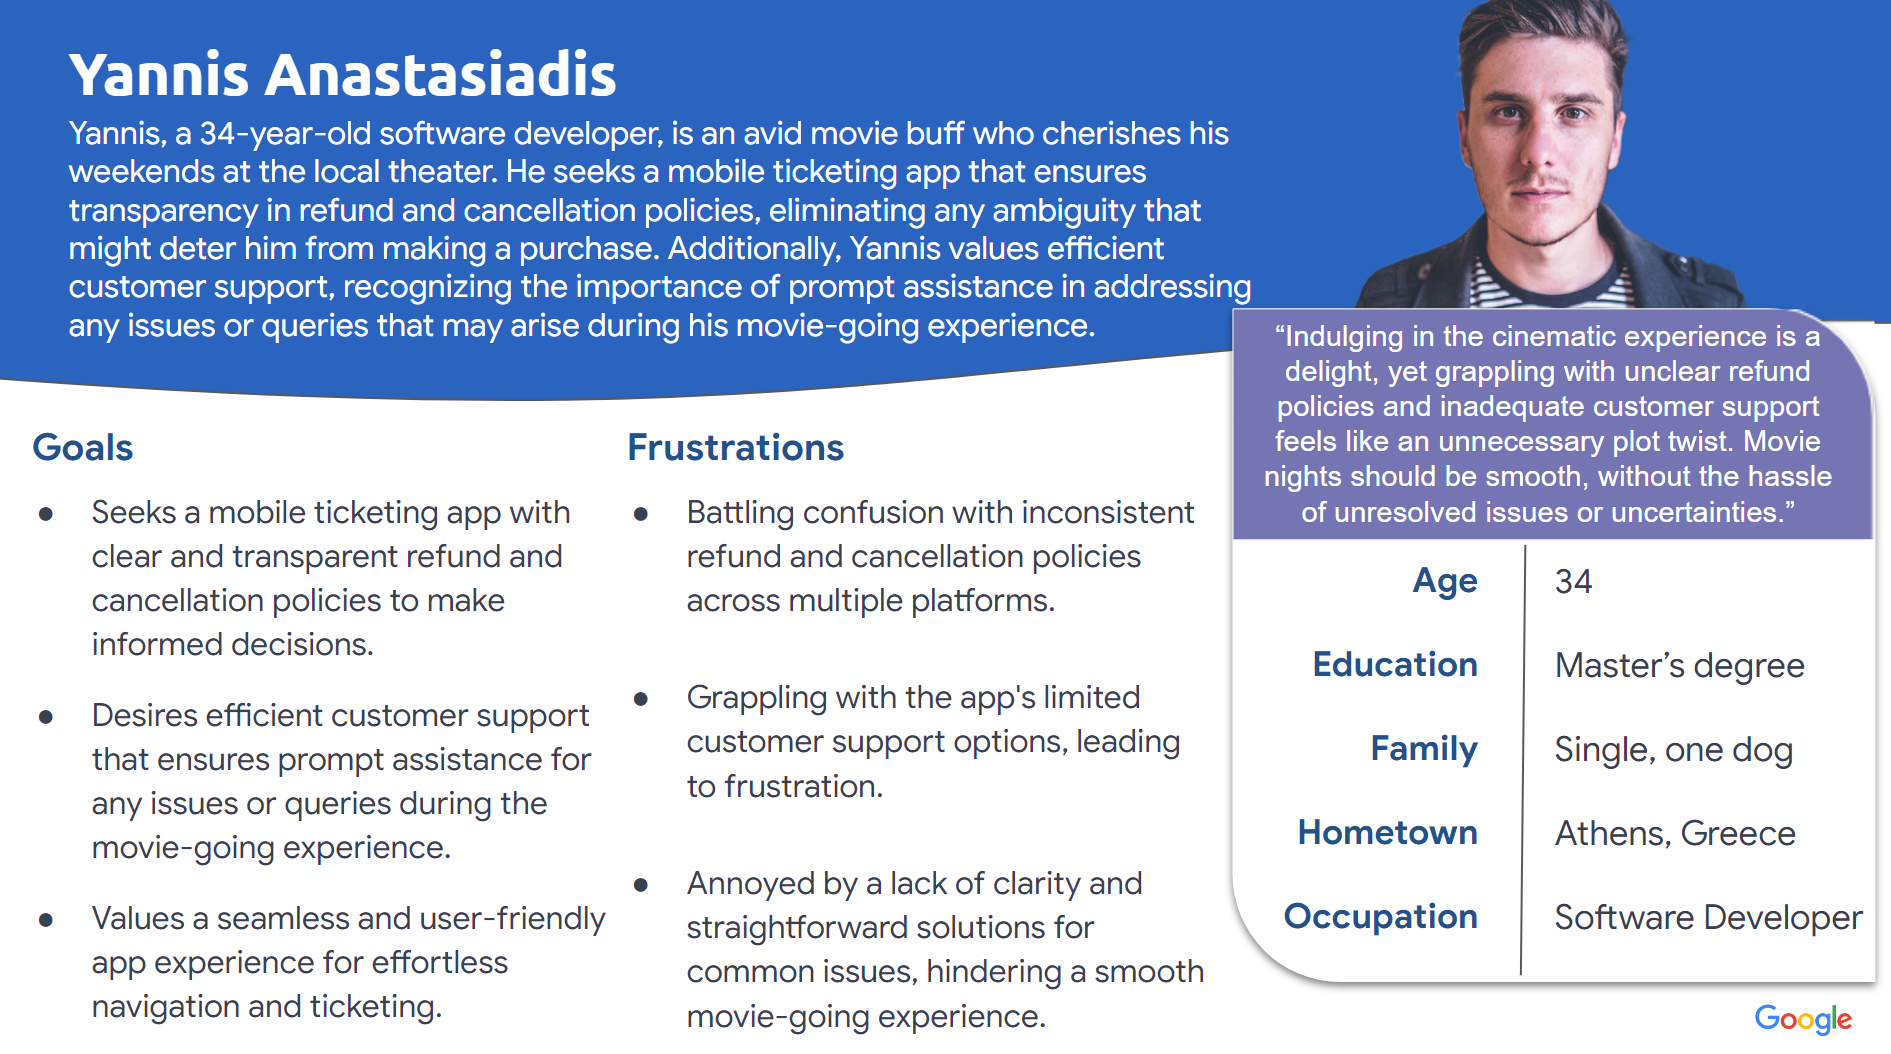 Yannis Anastasiadis
Yannis, a 34-year-old software developer, is an avid movie buff who cherishes his
weekends at the local theater. He seeks a mobile ticketing app that ensures
transparency in refund and cancellation policies, eliminating any ambiguity that
might deter him from making a purchase. Additionally, Yannis values efficient
customer support, recognizing the importance of prompt assistance in addressing
any issues or queries that may arise during his movie-going experience.
Goals
● Seeks a mobile ticketing app with
clear and transparent refund and
cancellation policies to make
informed decisions.
● Desires efficient customer support
that ensures prompt assistance for
any issues or queries during the
movie-going experience.
● Values a seamless and user-friendly
app experience for effortless
navigation and ticketing.
Frustrations
● Battling confusion with inconsistent
refund and cancellation policies
across multiple platforms.
● Grappling with the app's limited
customer support options, leading
to frustration.
● Annoyed by a lack of clarity and
straightforward solutions for
common issues, hindering a smooth
movie-going experience.
“Indulging in the cinematic experience is a
delight, yet grappling with unclear refund
policies and inadequate customer support
feels like an unnecessary plot twist. Movie
nights should be smooth, without the hassle
of unresolved issues or uncertainties.”
Age 34
Education Master’s degree
Family Single, one dog
Hometown Athens, Greece
Occupation Software Developer
Google